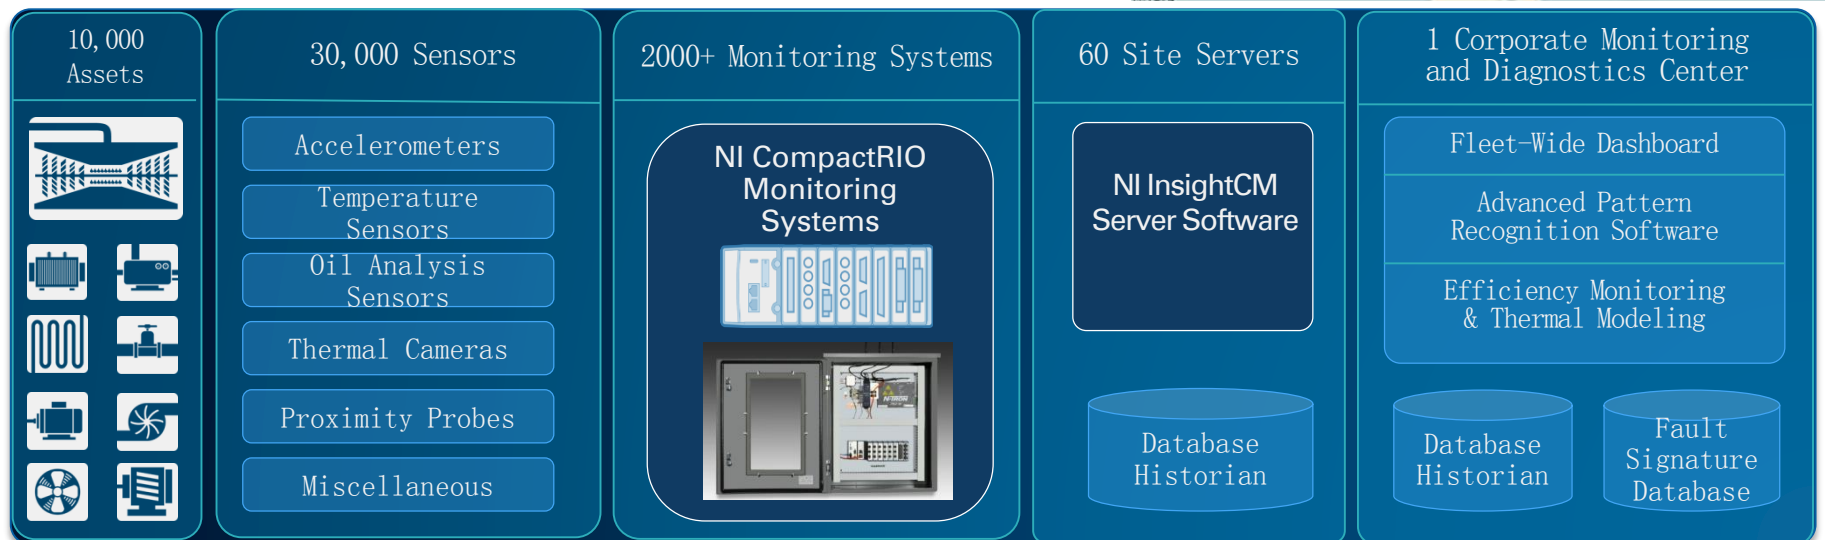 10,000
Assets
30,000 Sensors
Accelerometers
Temperature
Sensors
Oil Analysis
Sensors
Thermal Cameras
Proximity Probes
Miscellaneous
2000+ Monitoring Systems
NI CompactRIO
Monitoring
Systems
60 Site Servers
NI InsightCM
Server Software
Database
Historian
1 Corporate Monitoring
and Diagnostics Center
Fleet-Wide Dashboard
Advanced Pattern
Recognition Software
Efficiency Monitoring
& Thermal Modeling
Database
Historian
Fault
Signature
Database